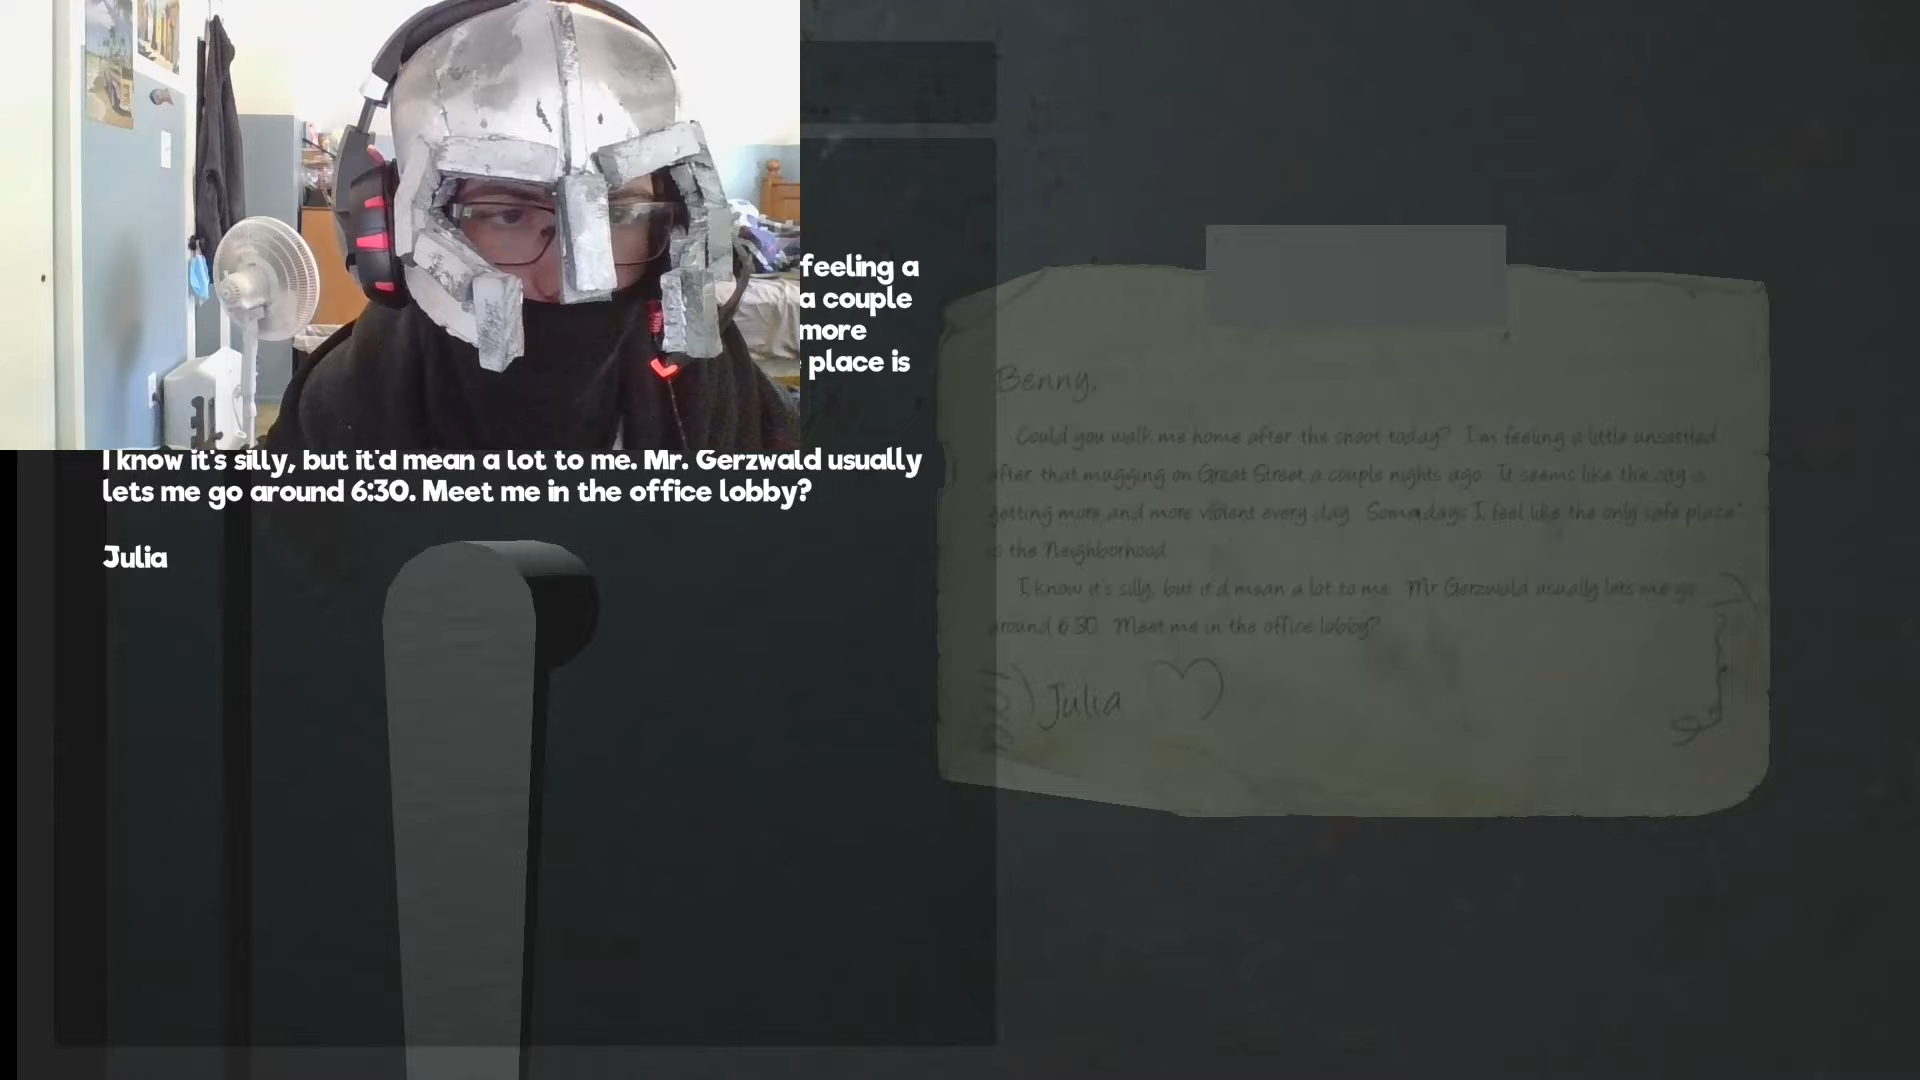 feeling a
a couple
more
place is
I know it's silly, but it'd mean a lot to me. Mr. Gerzwald usually
lets me go around 6:30. Meet me in the office lobby?
Julia
Benny,
Could you walk me home after the shoot today? I'm feeling a little unsettled
after that mugging on Great Street a couple nights ago. It seems like the city is
getting more and more violent every day. Somedays I feel like the only safe place
is the Neighborhood
I know it's silly, but it'd mean a lot to me. Mr. Gerzwald usually lets me go
around 6:30. Meet me in the office lobby?
Julia